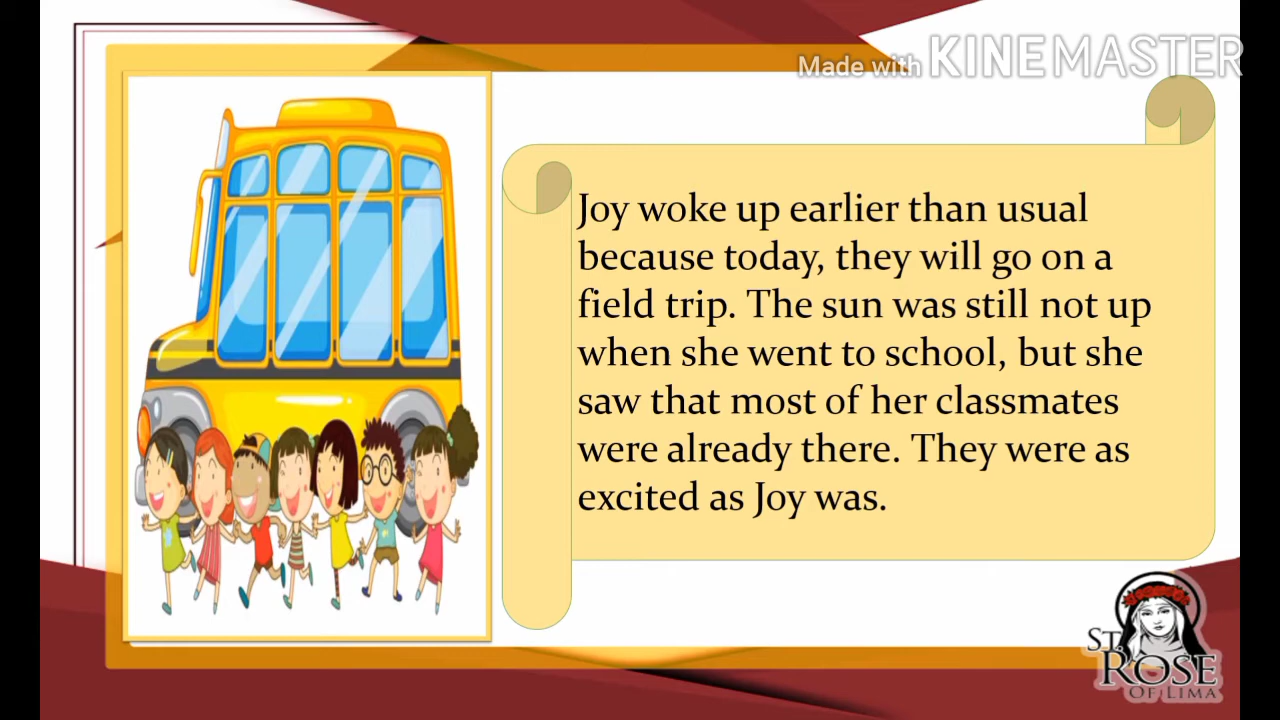 Made with KINEMASTER
Joy woke up earlier than usual
because today, they will go on a
field trip. The sun was still not up
when she went to school, but she
saw that most of her classmates
were already there. They were as
excited as Joy was.
ST.
ROSE
OF LIMA